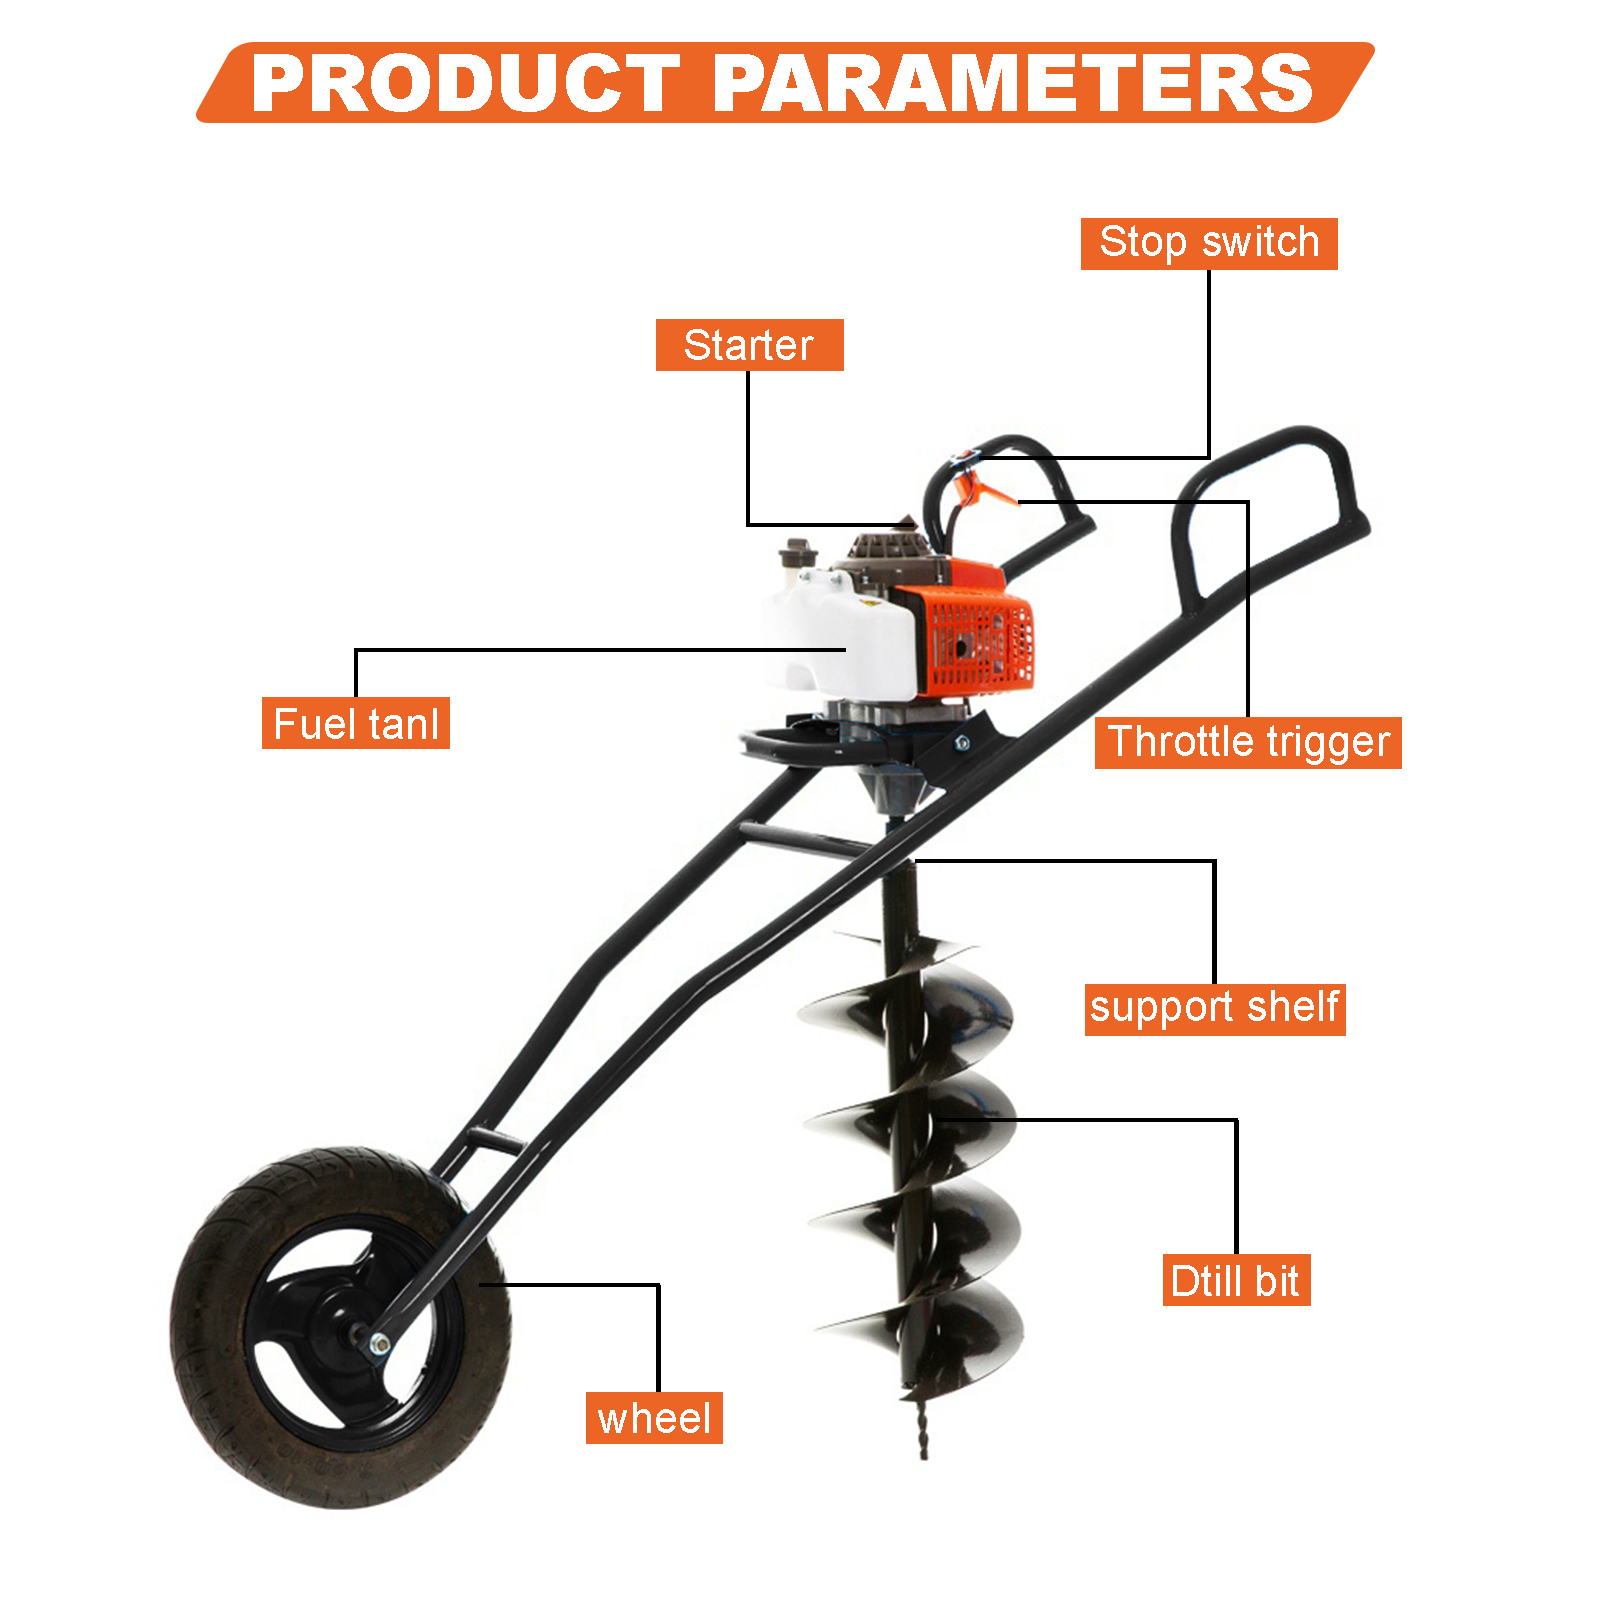 PRODUCT PARAMETERS
Stop switch
Starter
Fuel tanl
Throttle trigger
support shelf
Dtill bit
wheel